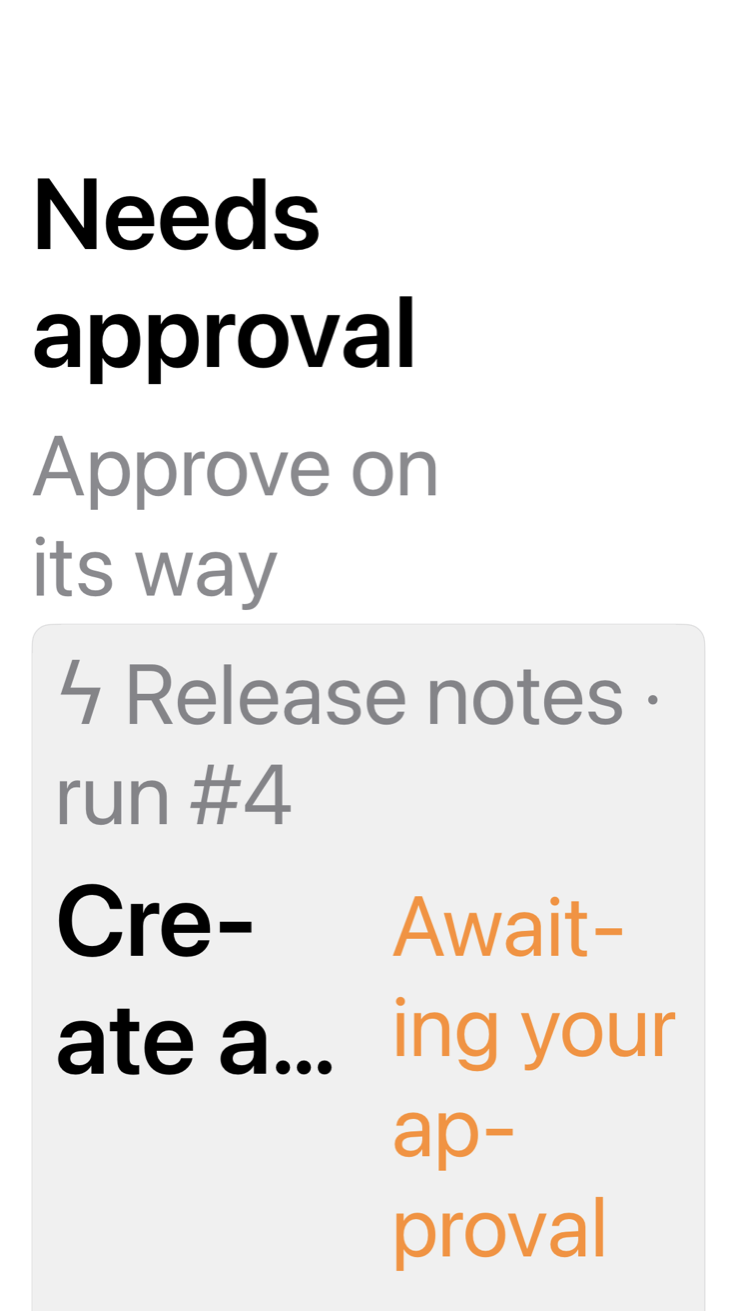 Needs
approval
Approve on
its way
Release notes ·
run #4
Cre-
ate a…
Await-
ing your
ap-
proval